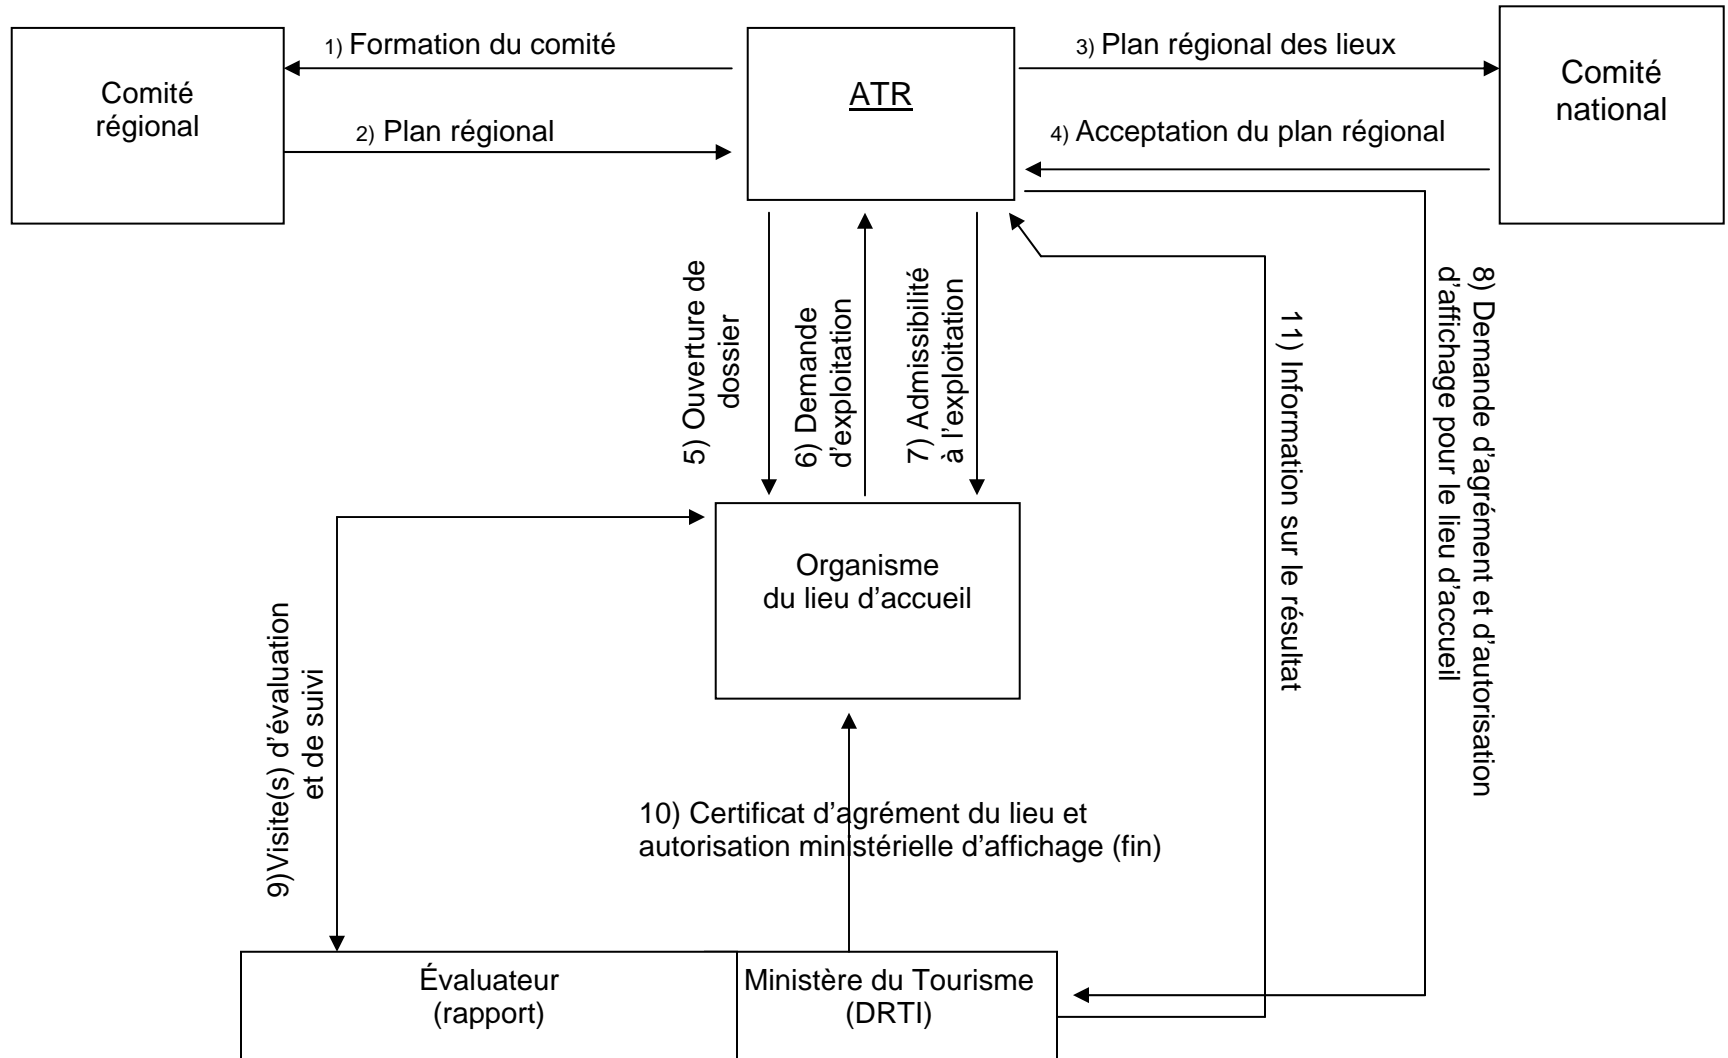 1) Formation du comité
3) Plan régional des lieux
Comité
régional
ATR
Comité
national
2) Plan régional
4) Acceptation du plan régional
5) Ouverture de
dossier
6) Demande
d’exploitation
7) Admissibilité
à l’exploitation
8) Demande d’agrément et d’autorisation
d’affichage pour le lieu d’accueil
11) Information sur le résultat
Organisme
du lieu d’accueil
9)Visite(s) d’évaluation
et de suivi
10) Certificat d’agrément du lieu et
autorisation ministérielle d’affichage (fin)
Évaluateur
(rapport)
Ministère du Tourisme
(DRTI)